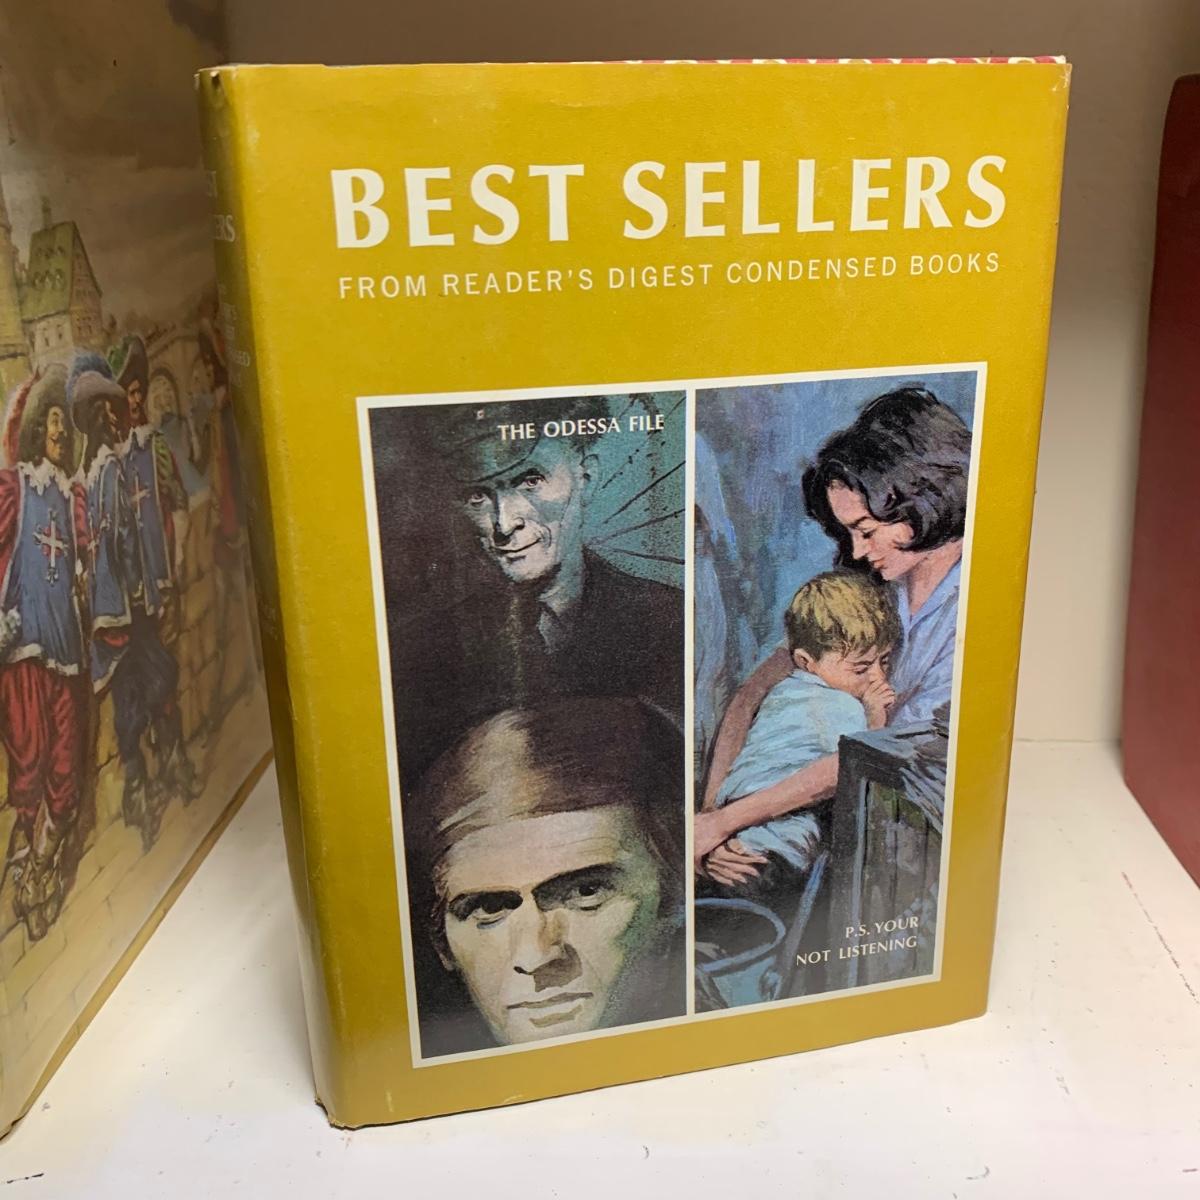 BEST SELLERS
FROM READER'S DIGEST CONDENSED BOOKS
THE ODESSA FILE
P.S. YOUR
NOT LISTENING